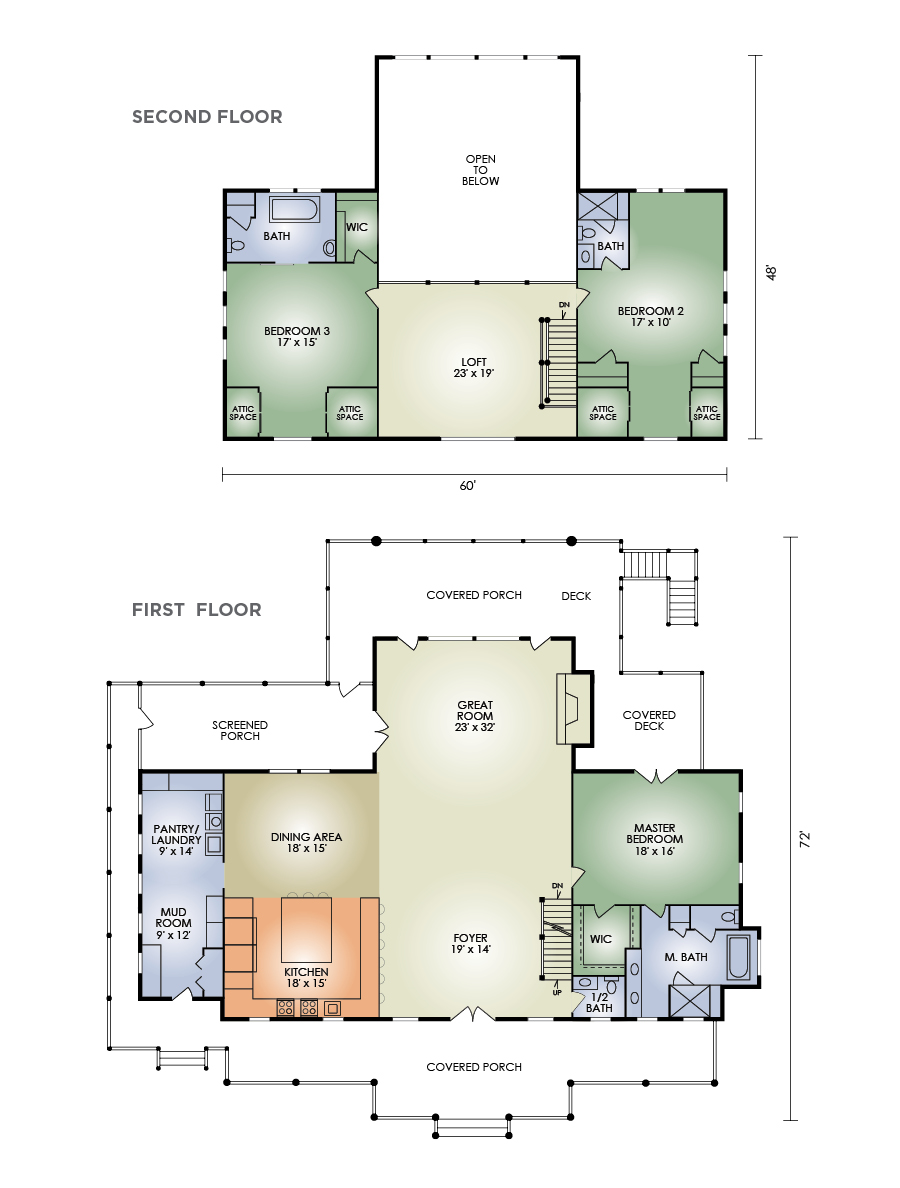 SECOND FLOOR
OPEN
TO
BELOW
48'
BATH
WIC
BATH
BEDROOM 3
17' x 15'
DN
BEDROOM 2
17' x 10'
LOFT
23' x 19'
ATTIC
SPACE
ATTIC
SPACE
ATTIC
SPACE
ATTIC
SPACE
60'
FIRST FLOOR
COVERED PORCH
DECK
SCREENED
PORCH
GREAT
ROOM
23' x 32'
COVERED
DECK
72'
PANTRY/
LAUNDRY
9' x 14'
DINING AREA
18' x 15'
MASTER
BEDROOM
18' x 16'
DN
MUD
ROOM
9' x 12'
KITCHEN
18' x 15'
FOYER
19' x 14'
WIC
M. BATH
UP
1/2
BATH
COVERED PORCH